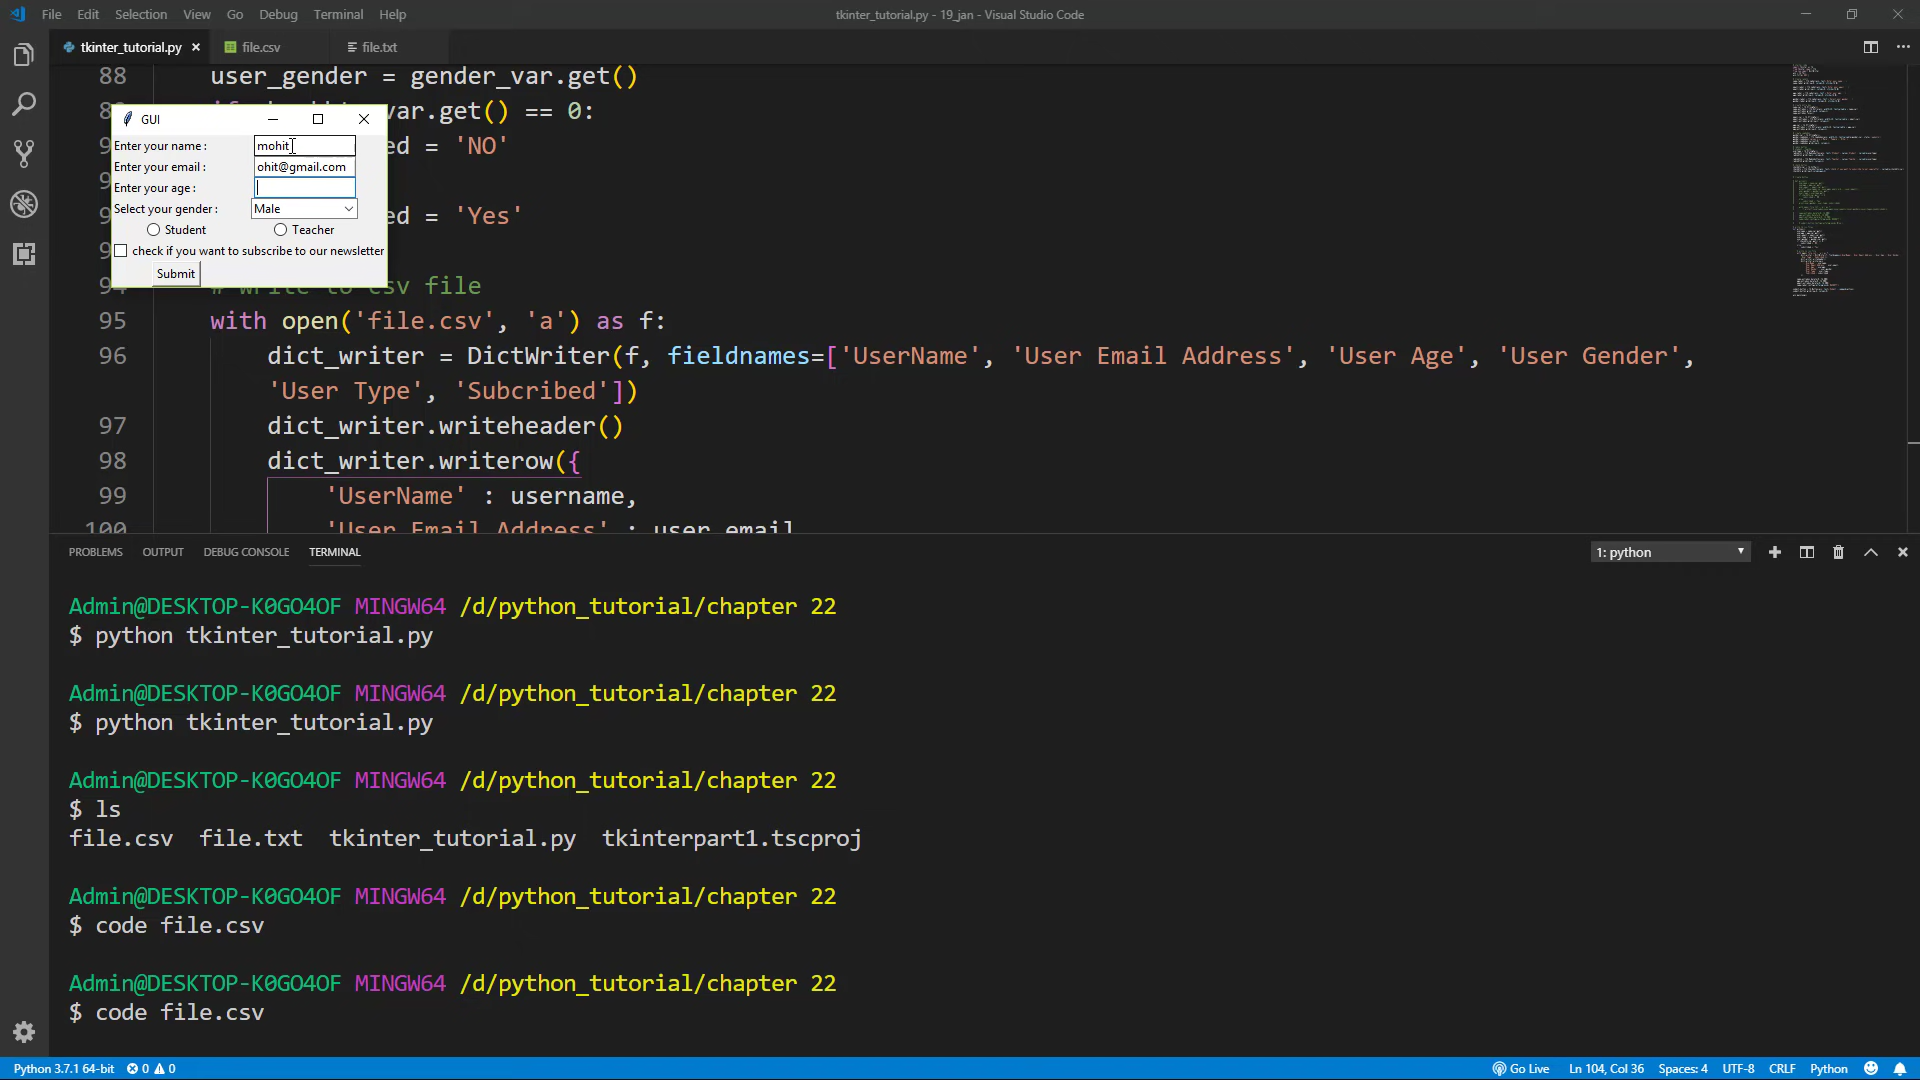 File Edit Selection View Go Debug Terminal Help
tkinter_tutorial.py - 19_jan - Visual Studio Code
tkinter_tutorial.py file.csv file.txt
88 user_gender = gender_var.get()
var.get() == 0:
ed = 'NO'
ed = 'Yes'
csv file
95 with open('file.csv', 'a') as f:
96 dict_writer = DictWriter(f, fieldnames=['UserName', 'User Email Address', 'User Age', 'User Gender',
'User Type', 'Subcribed'])
97 dict_writer.writeheader()
98 dict_writer.writerow({
99 'UserName' : username,
100 'User Email Address' : user_email
GUI
Enter your name : mohit
Enter your email : ohit@gmail.com
Enter your age :
Select your gender : Male
Student Teacher
check if you want to subscribe to our newsletter
Submit
PROBLEMS OUTPUT DEBUG CONSOLE TERMINAL 1: python
Admin@DESKTOP-K0GO4OF MINGW64 /d/python_tutorial/chapter 22
$ python tkinter_tutorial.py
Admin@DESKTOP-K0GO4OF MINGW64 /d/python_tutorial/chapter 22
$ python tkinter_tutorial.py
Admin@DESKTOP-K0GO4OF MINGW64 /d/python_tutorial/chapter 22
$ ls
file.csv file.txt tkinter_tutorial.py tkinterpart1.tscproj
Admin@DESKTOP-K0GO4OF MINGW64 /d/python_tutorial/chapter 22
$ code file.csv
Admin@DESKTOP-K0GO4OF MINGW64 /d/python_tutorial/chapter 22
$ code file.csv
Python 3.7.1 64-bit 0 0 Go Live Ln 104, Col 36 Spaces: 4 UTF-8 CRLF Python